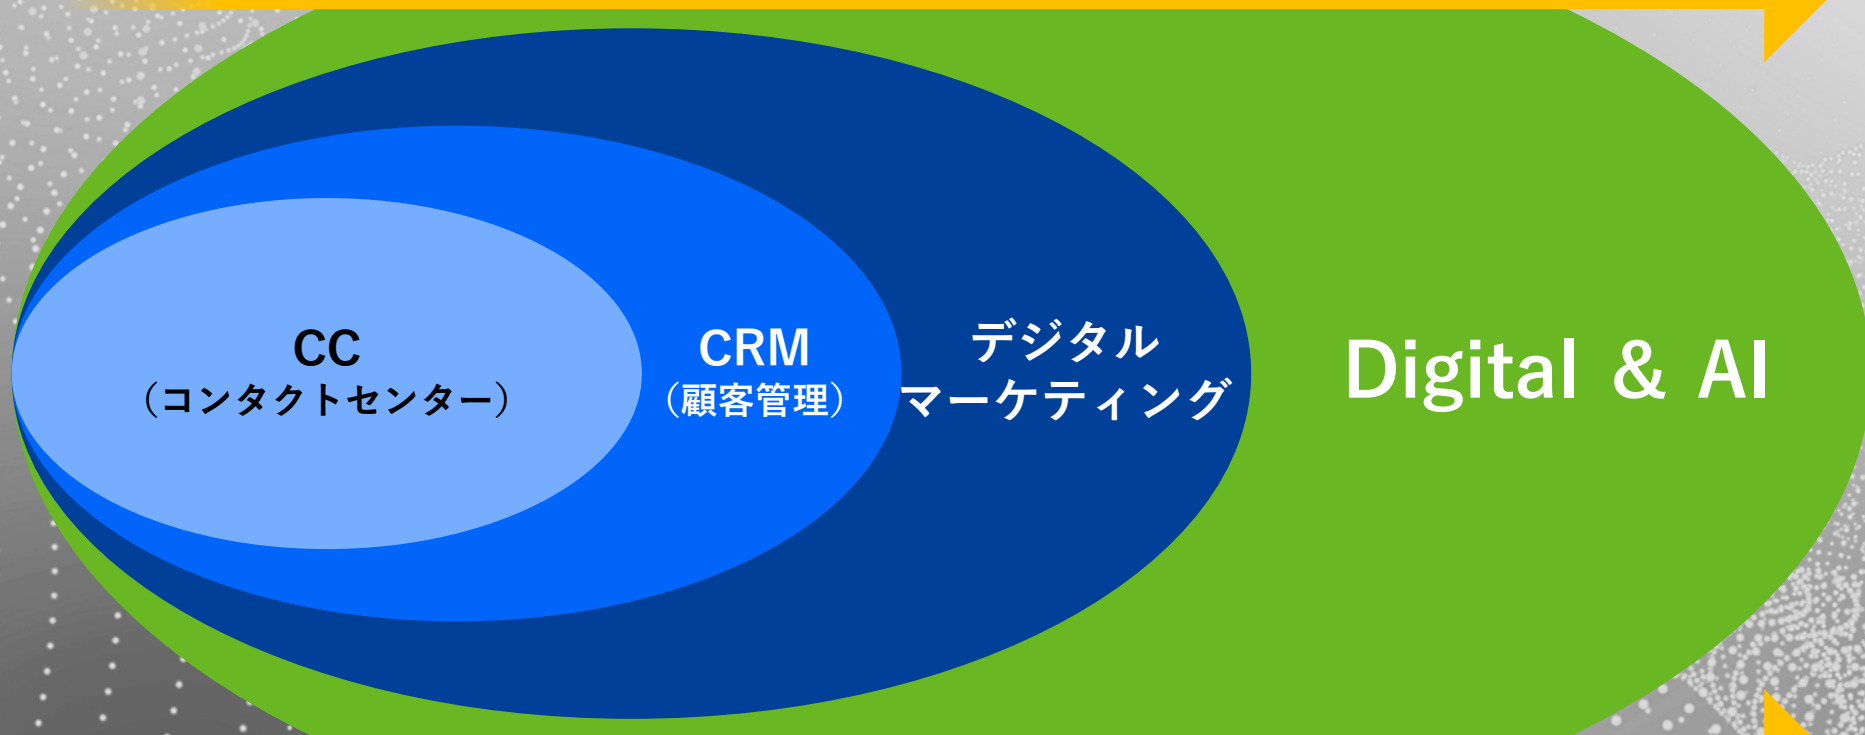 CC
（コンタクトセンター）
CRM
（顧客管理）
デジタル
マーケティング
Digital & AI